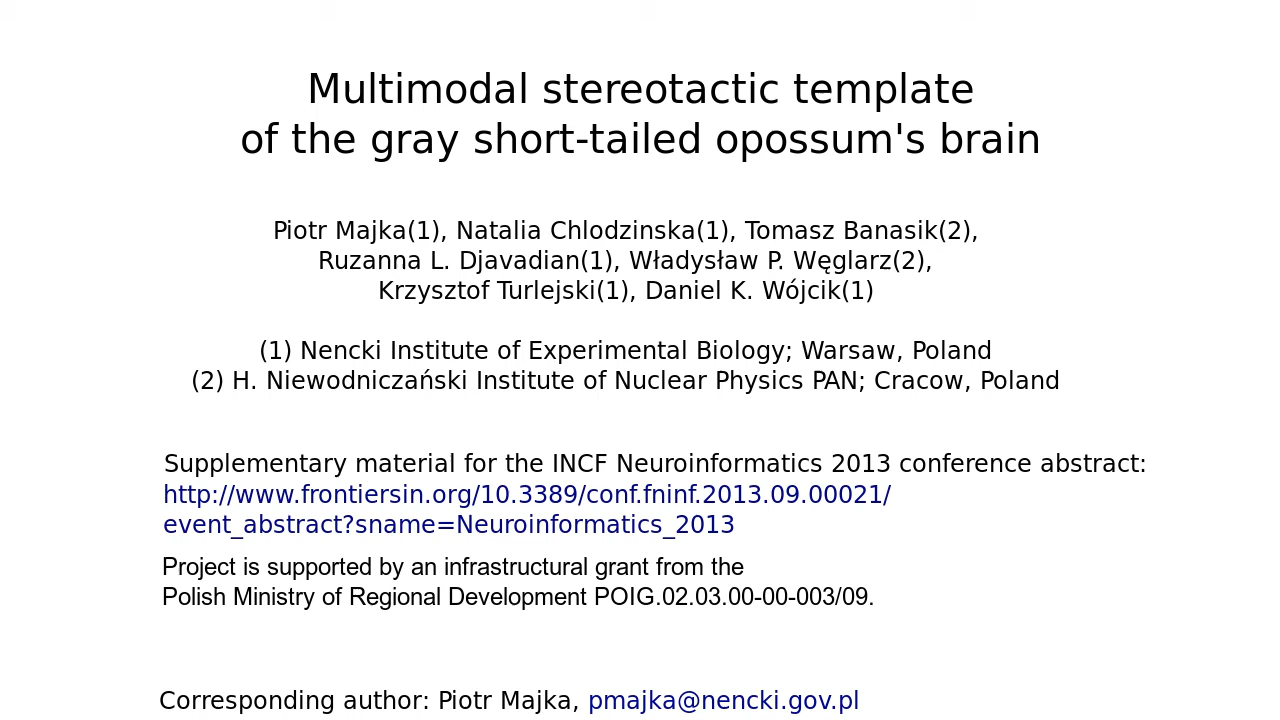 Multimodal stereotactic template
of the gray short-tailed opossum's brain
Piotr Majka(1), Natalia Chlodzinska(1), Tomasz Banasik(2),
Ruzanna L. Djavadian(1), Władysław P. Węglarz(2),
Krzysztof Turlejski(1), Daniel K. Wójcik(1)
(1) Nencki Institute of Experimental Biology; Warsaw, Poland
(2) H. Niewodniczański Institute of Nuclear Physics PAN; Cracow, Poland
Supplementary material for the INCF Neuroinformatics 2013 conference abstract:
http://www.frontiersin.org/10.3389/conf.fninf.2013.09.00021/
event_abstract?sname=Neuroinformatics_2013
Project is supported by an infrastructural grant from the
Polish Ministry of Regional Development POIG.02.03.00-00-003/09.
Corresponding author: Piotr Majka, pmajka@nencki.gov.pl